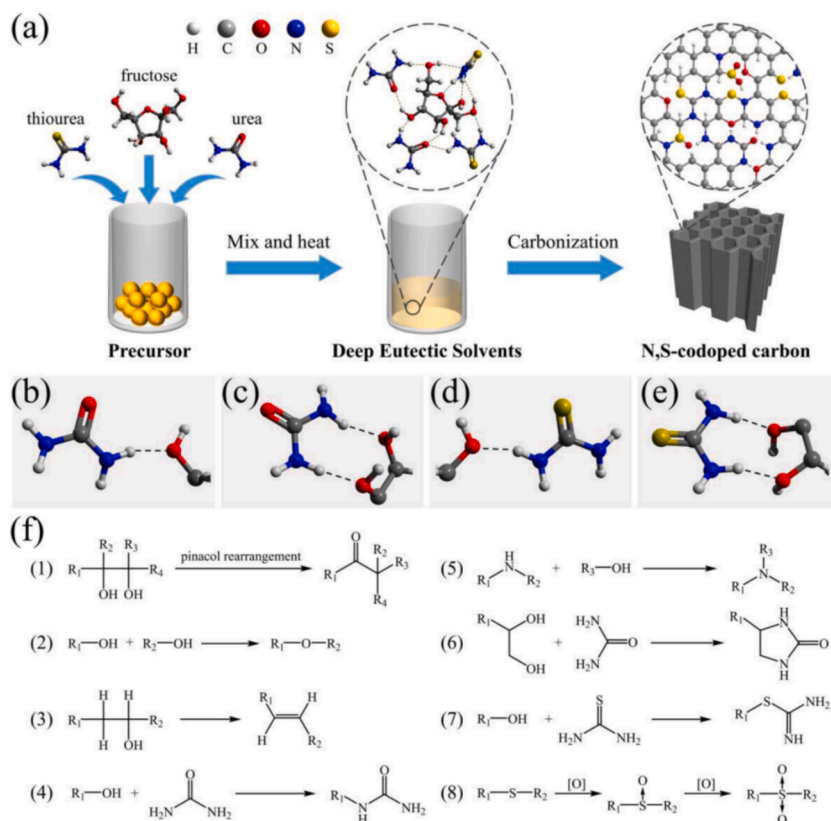 (a)
H C O N S
fructose
thiourea
urea
Mix and heat
Carbonization
Precursor
Deep Eutectic Solvents
N,S-codoped carbon
(b)
(c)
(d)
(e)
(f)
(1) R₁ R₂ R₃ R₄ OH OH pinacol rearrangement O R₁ R₂ R₃ R₄
(2) R₁—OH + R₂—OH R₁—O—R₂
(3) H H R₁ R₂ H OH R₁ H H R₂
(4) R₁—OH + O H₂N NH₂ R₁ N H O NH₂
(5) H N R₁ R₂ + R₃—OH R₃ N R₁ R₂
(6) R₁ OH OH + NH₂ O H₂N R₁ H N O N H
(7) R₁—OH + S H₂N NH₂ R₁ S NH₂ NH
(8) R₁—S—R₂ [O] O R₁—S—R₂ [O] O R₁—S—R₂ O